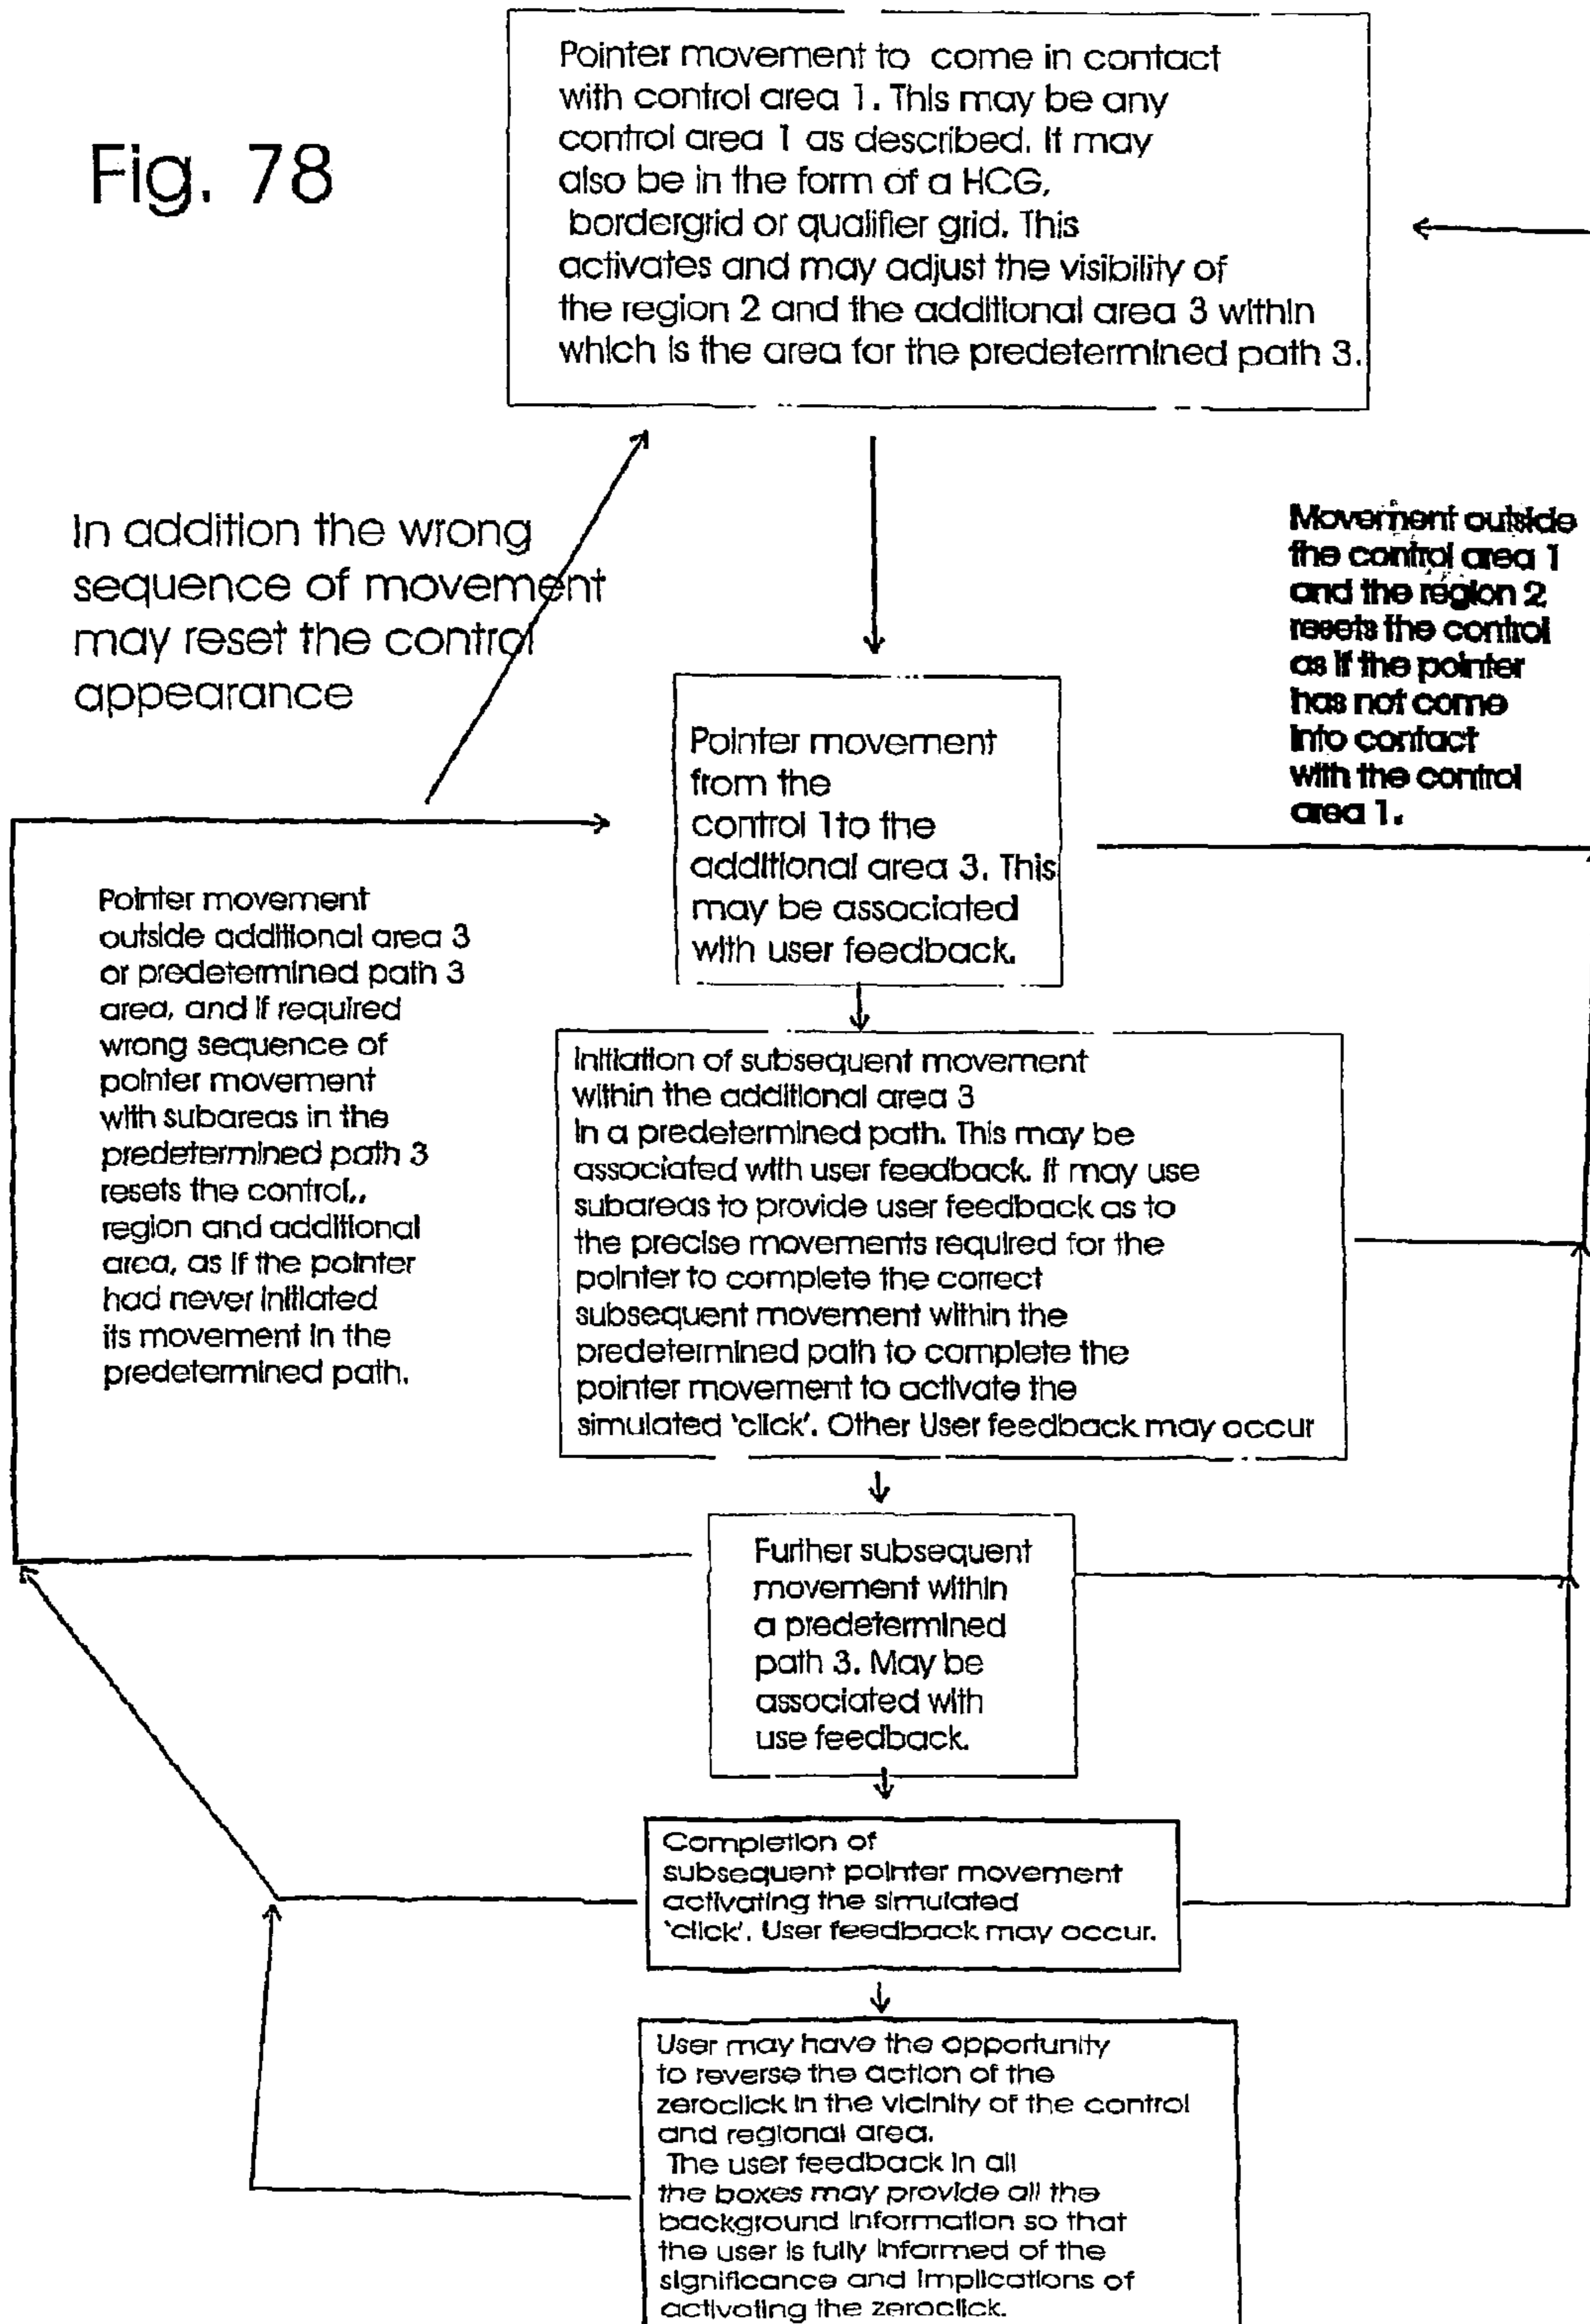 Fig. 78
Pointer movement to come in contact
with control area 1. This may be any
control area 1 as described. It may
also be in the form of a HCG,
bordergrid or qualifier grid. This
activates and may adjust the visibility of
the region 2 and the additional area 3 within
which is the area for the predetermined path 3.
In addition the wrong
sequence of movement
may reset the control
appearance
Movement outside
the control area 1
and the region 2
resets the control
as if the pointer
has not come
into contact
with the control
area 1.
Pointer movement
from the
control 1to the
additional area 3. This
may be associated
with user feedback.
Pointer movement
outside additional area 3
or predetermined path 3
area, and if required
wrong sequence of
pointer movement
with subareas in the
predetermined path 3
resets the control,,
region and additional
area, as if the pointer
had never initiated
its movement in the
predetermined path.
Initiation of subsequent movement
within the additional area 3
in a predetermined path. This may be
associated with user feedback. It may use
subareas to provide user feedback as to
the precise movements required for the
pointer to complete the correct
subsequent movement within the
predetermined path to complete the
pointer movement to activate the
simulated 'click'. Other User feedback may occur
Further subsequent
movement within
a predetermined
path 3. May be
associated with
use feedback.
Completion of
subsequent pointer movement
activating the simulated
'click'. User feedback may occur.
User may have the opportunity
to reverse the action of the
zeroclick in the vicinity of the control
and regional area.
The user feedback in all
the boxes may provide all the
background information so that
the user is fully informed of the
significance and implications of
activating the zeroclick.